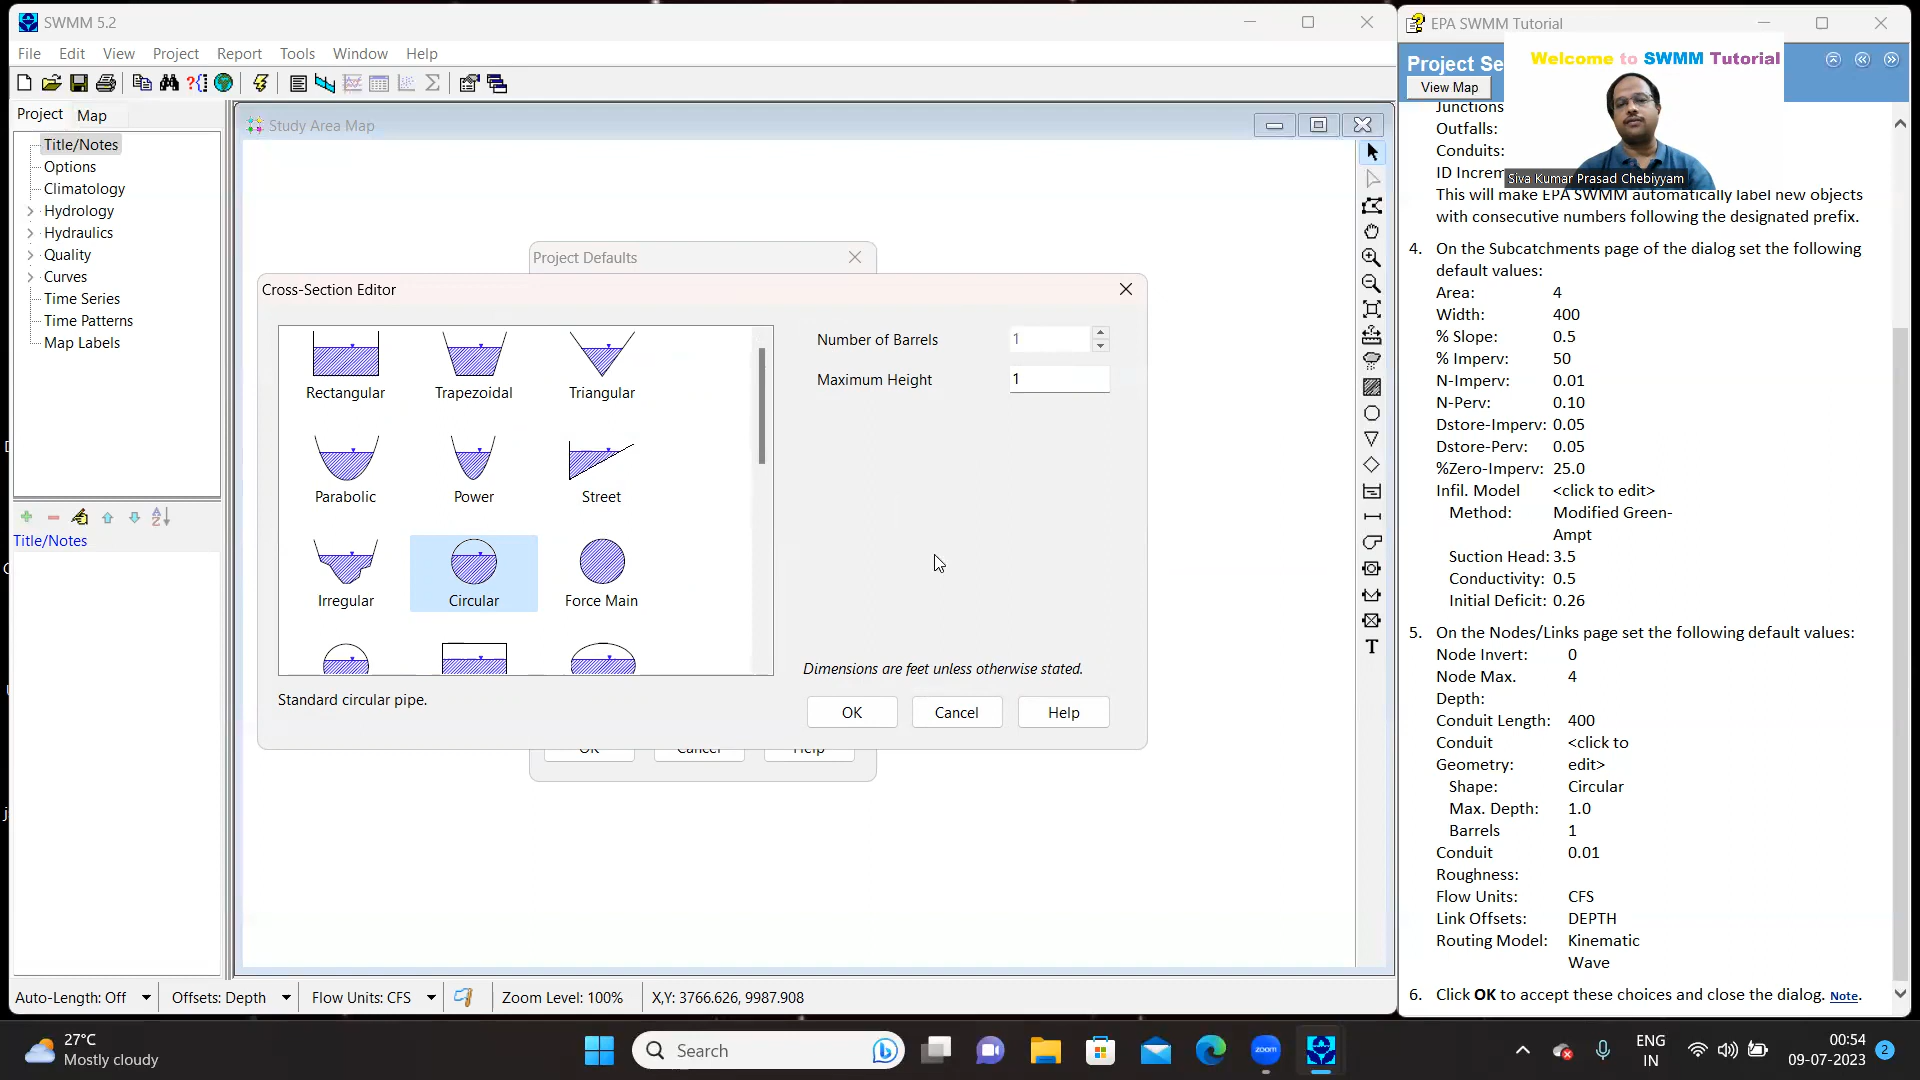 SWMM 5.2
File Edit View Project Report Tools Window Help
Project Map
Title/Notes
Options
Climatology
Hydrology
Hydraulics
Quality
Curves
Time Series
Time Patterns
Map Labels
Title/Notes
Study Area Map
Project Defaults
Cross-Section Editor
Rectangular Trapezoidal Triangular
Parabolic Power Street
Irregular Circular Force Main
Standard circular pipe.
Number of Barrels 1
Maximum Height 1
Dimensions are feet unless otherwise stated.
OK Cancel Help
OK Cancel Help
T
Auto-Length: Off Offsets: Depth Flow Units: CFS Zoom Level: 100% X,Y: 3766.626, 9987.908
EPA SWMM Tutorial
Project Se
View Map
Welcome to SWMM Tutorial
Siva Kumar Prasad Chebiyyam
Junctions
Outfalls:
Conduits:
ID Increm
This will make EPA SWMM automatically label new objects
with consecutive numbers following the designated prefix.
4. On the Subcatchments page of the dialog set the following
default values:
Area: 4
Width: 400
% Slope: 0.5
% Imperv: 50
N-Imperv: 0.01
N-Perv: 0.10
Dstore-Imperv: 0.05
Dstore-Perv: 0.05
%Zero-Imperv: 25.0
Infil. Model <click to edit>
Method: Modified Green-
Ampt
Suction Head: 3.5
Conductivity: 0.5
Initial Deficit: 0.26
5. On the Nodes/Links page set the following default values:
Node Invert: 0
Node Max. 4
Depth:
Conduit Length: 400
Conduit <click to
Geometry: edit>
Shape: Circular
Max. Depth: 1.0
Barrels 1
Conduit 0.01
Roughness:
Flow Units: CFS
Link Offsets: DEPTH
Routing Model: Kinematic
Wave
6. Click OK to accept these choices and close the dialog. Note.
27°C
Mostly cloudy
Search
zoom
ENG
IN
00:54
09-07-2023
2